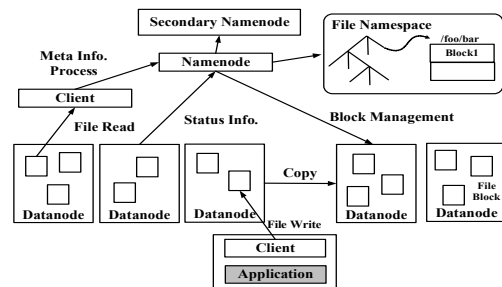 Secondary Namenode
File Namespace
/foo/bar
Block1
Meta Info.
Process
Namenode
Client
File Read
Status Info.
Block Management
Copy
File
Block
Datanode
Datanode
Datanode
Datanode
Datanode
File Write
Client
Application